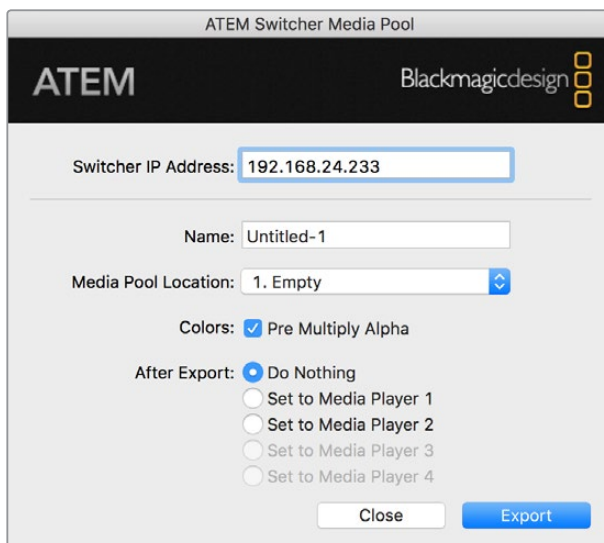 ATEM Switcher Media Pool
ATEM Blackmagicdesign
Switcher IP Address: 192.168.24.233
Name: Untitled-1
Media Pool Location: 1. Empty
Colors: Pre Multiply Alpha
After Export: Do Nothing
Set to Media Player 1
Set to Media Player 2
Set to Media Player 3
Set to Media Player 4
Close Export